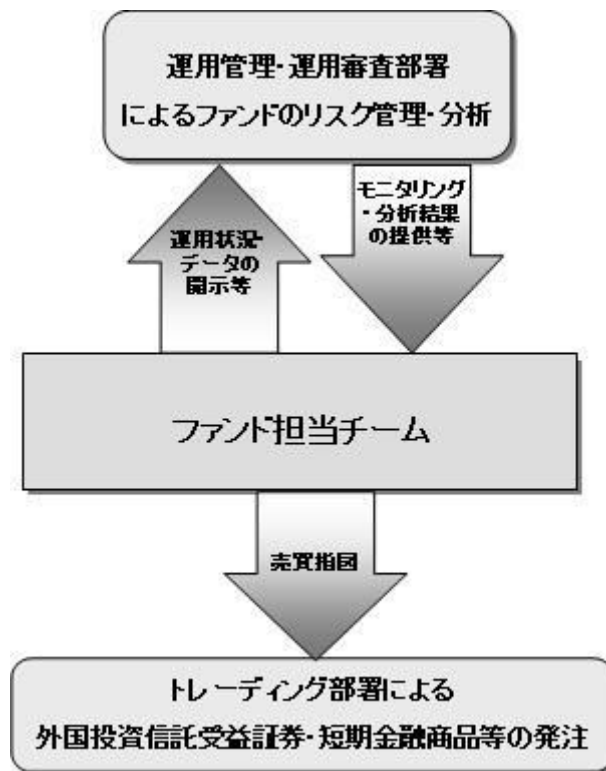 運用管理・運用審査部署
によるファンドのリスク管理・分析
運用状況・
データの
開示等
モニタリング
・分析結果
の提供等
ファンド担当チーム
売買指図
トレーディング部署による
外国投資信託受益証券・短期金融商品等の発注